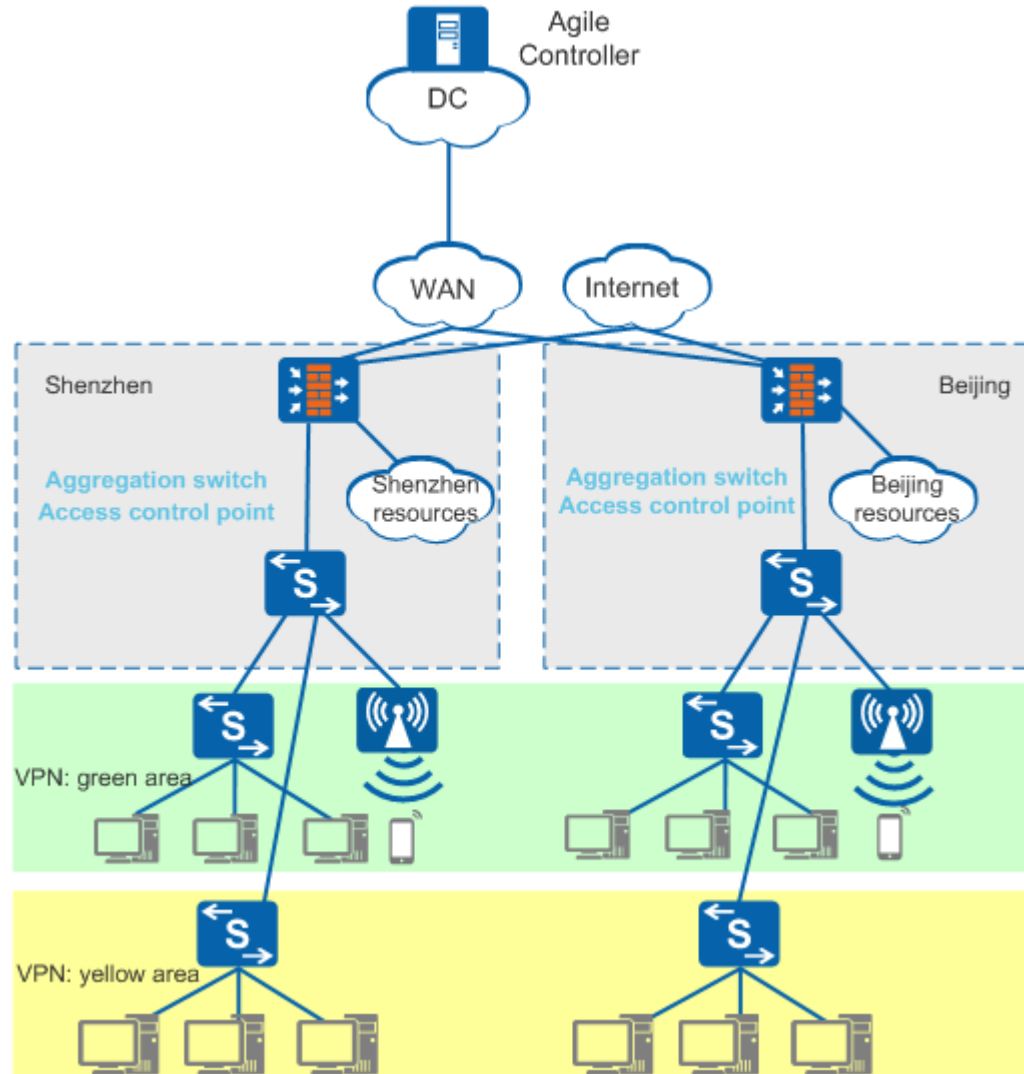 Agile
Controller
DC
WAN
Internet
Shenzhen
Beijing
Aggregation switch
Access control point
Shenzhen
resources
Aggregation switch
Access control point
Beijing
resources
S
S
S
S
VPN: green area
S
S
VPN: yellow area